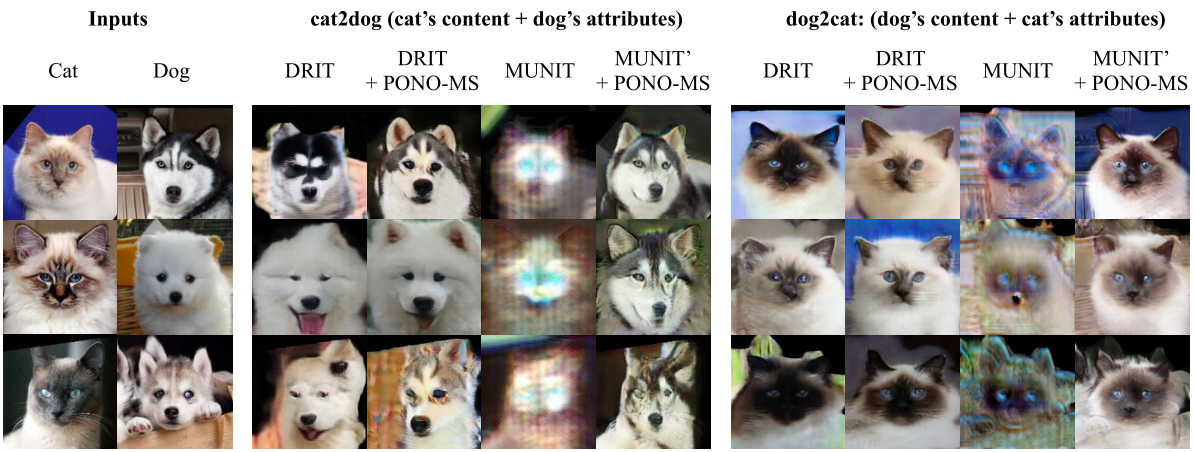 Inputs
cat2dog (cat’s content + dog’s attributes)
dog2cat: (dog’s content + cat’s attributes)
Cat
Dog
DRIT
DRIT
+ PONO-MS
MUNIT
MUNIT’
+ PONO-MS
DRIT
DRIT
+ PONO-MS
MUNIT
MUNIT’
+ PONO-MS